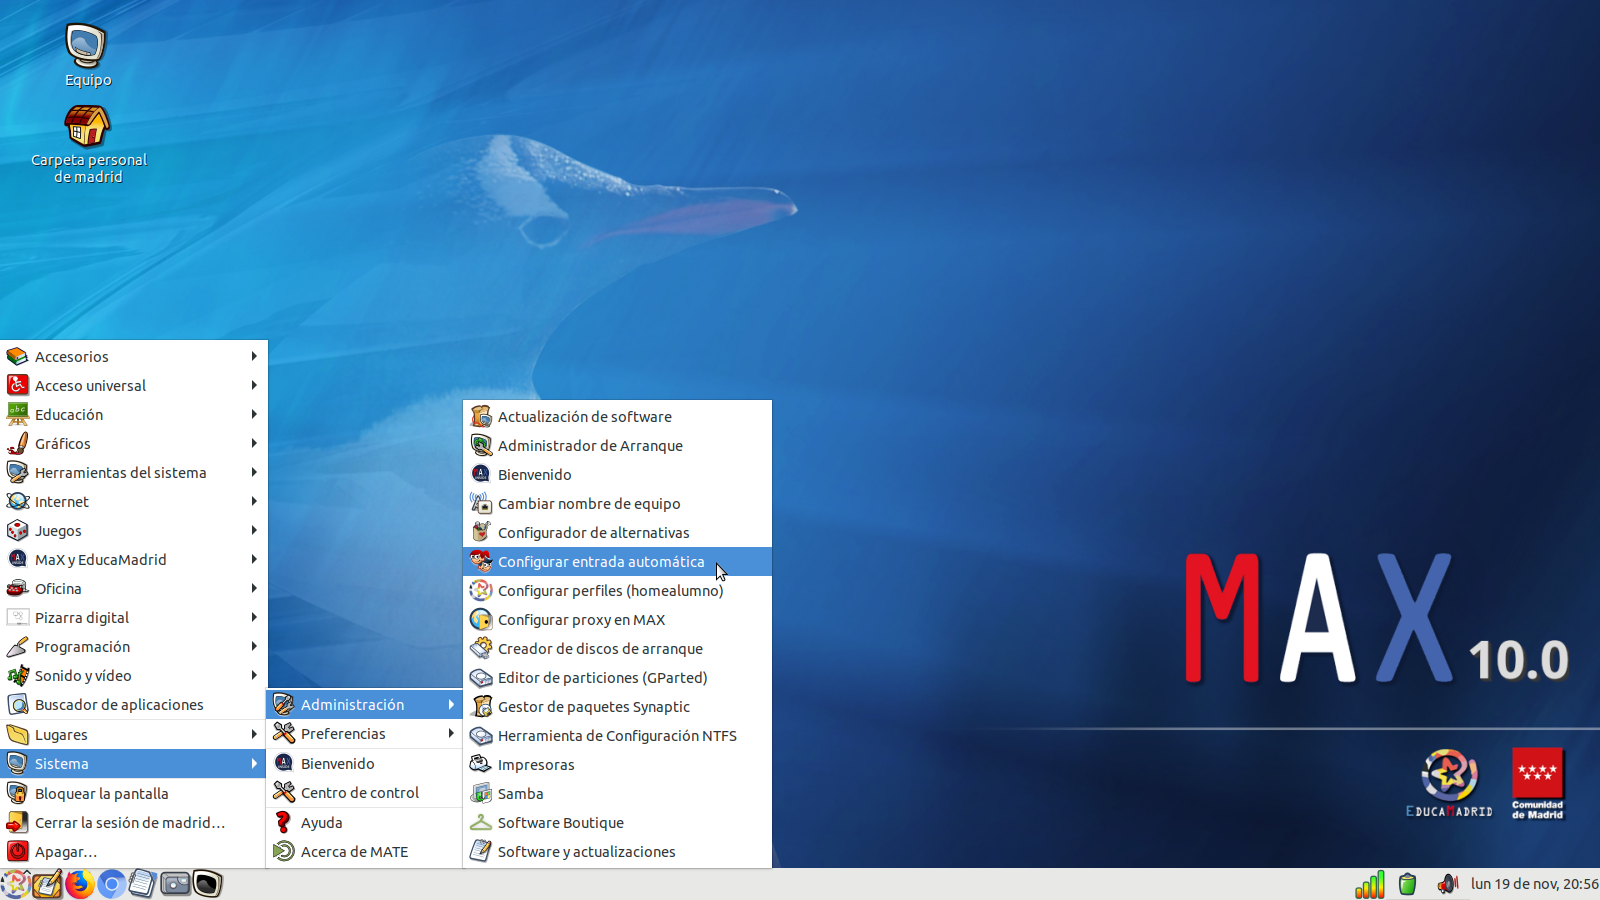 Equipo
Carpeta personal
de madrid
Accesorios
Acceso universal
Educación
Gráficos
Herramientas del sistema
Internet
Juegos
MaX y EducaMadrid
Oficina
Pizarra digital
Programación
Sonido y vídeo
Buscador de aplicaciones
Lugares
Sistema
Bloquear la pantalla
Cerrar la sesión de madrid...
Apagar...
Administración
Preferencias
Bienvenido
Centro de control
Ayuda
Acerca de MATE
Actualización de software
Administrador de Arranque
Bienvenido
Cambiar nombre de equipo
Configurador de alternativas
Configurar entrada automática
Configurar perfiles (homealumno)
Configurar proxy en MAX
Creador de discos de arranque
Editor de particiones (GParted)
Gestor de paquetes Synaptic
Herramienta de Configuración NTFS
Impresoras
Samba
Software Boutique
Software y actualizaciones
MAX 10.0
EDUCAMADRID
Comunidad
de Madrid
lun 19 de nov, 20:56